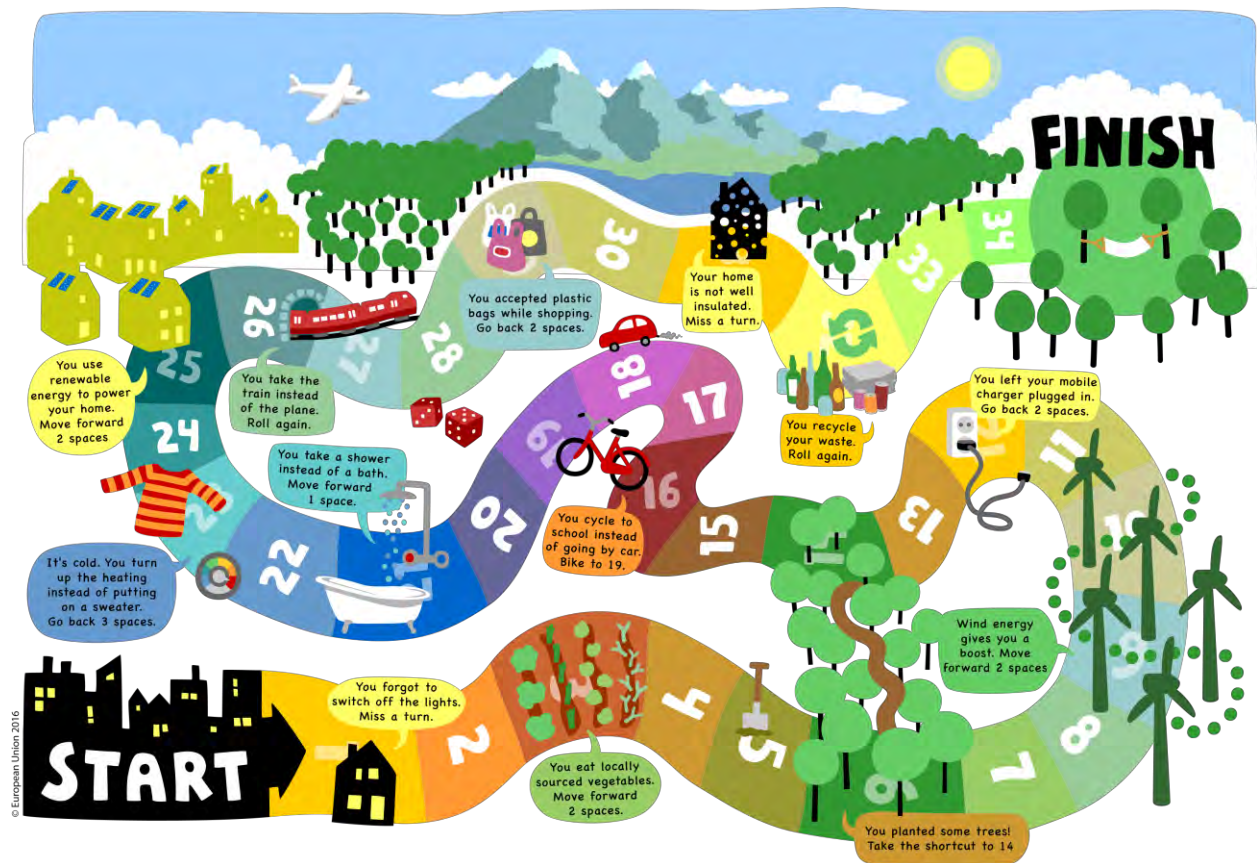 FINISH
34
33
30
28
27
26
25
24
23
22
21
20
19
18
17
16
15
14
13
12
11
10
9
8
7
6
5
4
3
2
1
START
You forgot to
switch off the lights.
Miss a turn.
You eat locally
sourced vegetables.
Move forward
2 spaces.
You planted some trees!
Take the shortcut to 14
Wind energy
gives you a
boost. Move
forward 2 spaces
You left your mobile
charger plugged in.
Go back 2 spaces.
You cycle to
school instead
of going by car.
Bike to 19.
You take a shower
instead of a bath.
Move forward
1 space.
It's cold. You turn
up the heating
instead of putting
on a sweater.
Go back 3 spaces.
You use
renewable
energy to power
your home.
Move forward
2 spaces
You take the
train instead
of the plane.
Roll again.
You accepted plastic
bags while shopping.
Go back 2 spaces.
Your home
is not well
insulated.
Miss a turn.
You recycle
your waste.
Roll again.
© European Union 2016